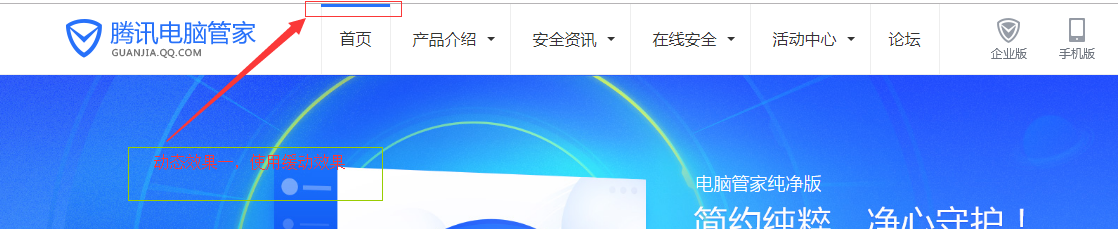 腾讯电脑管家
GUANJIA.QQ.COM
首页
产品介绍
安全资讯
在线安全
活动中心
论坛
企业版
手机版
电脑管家纯净版
简约纯粹 净心守护！